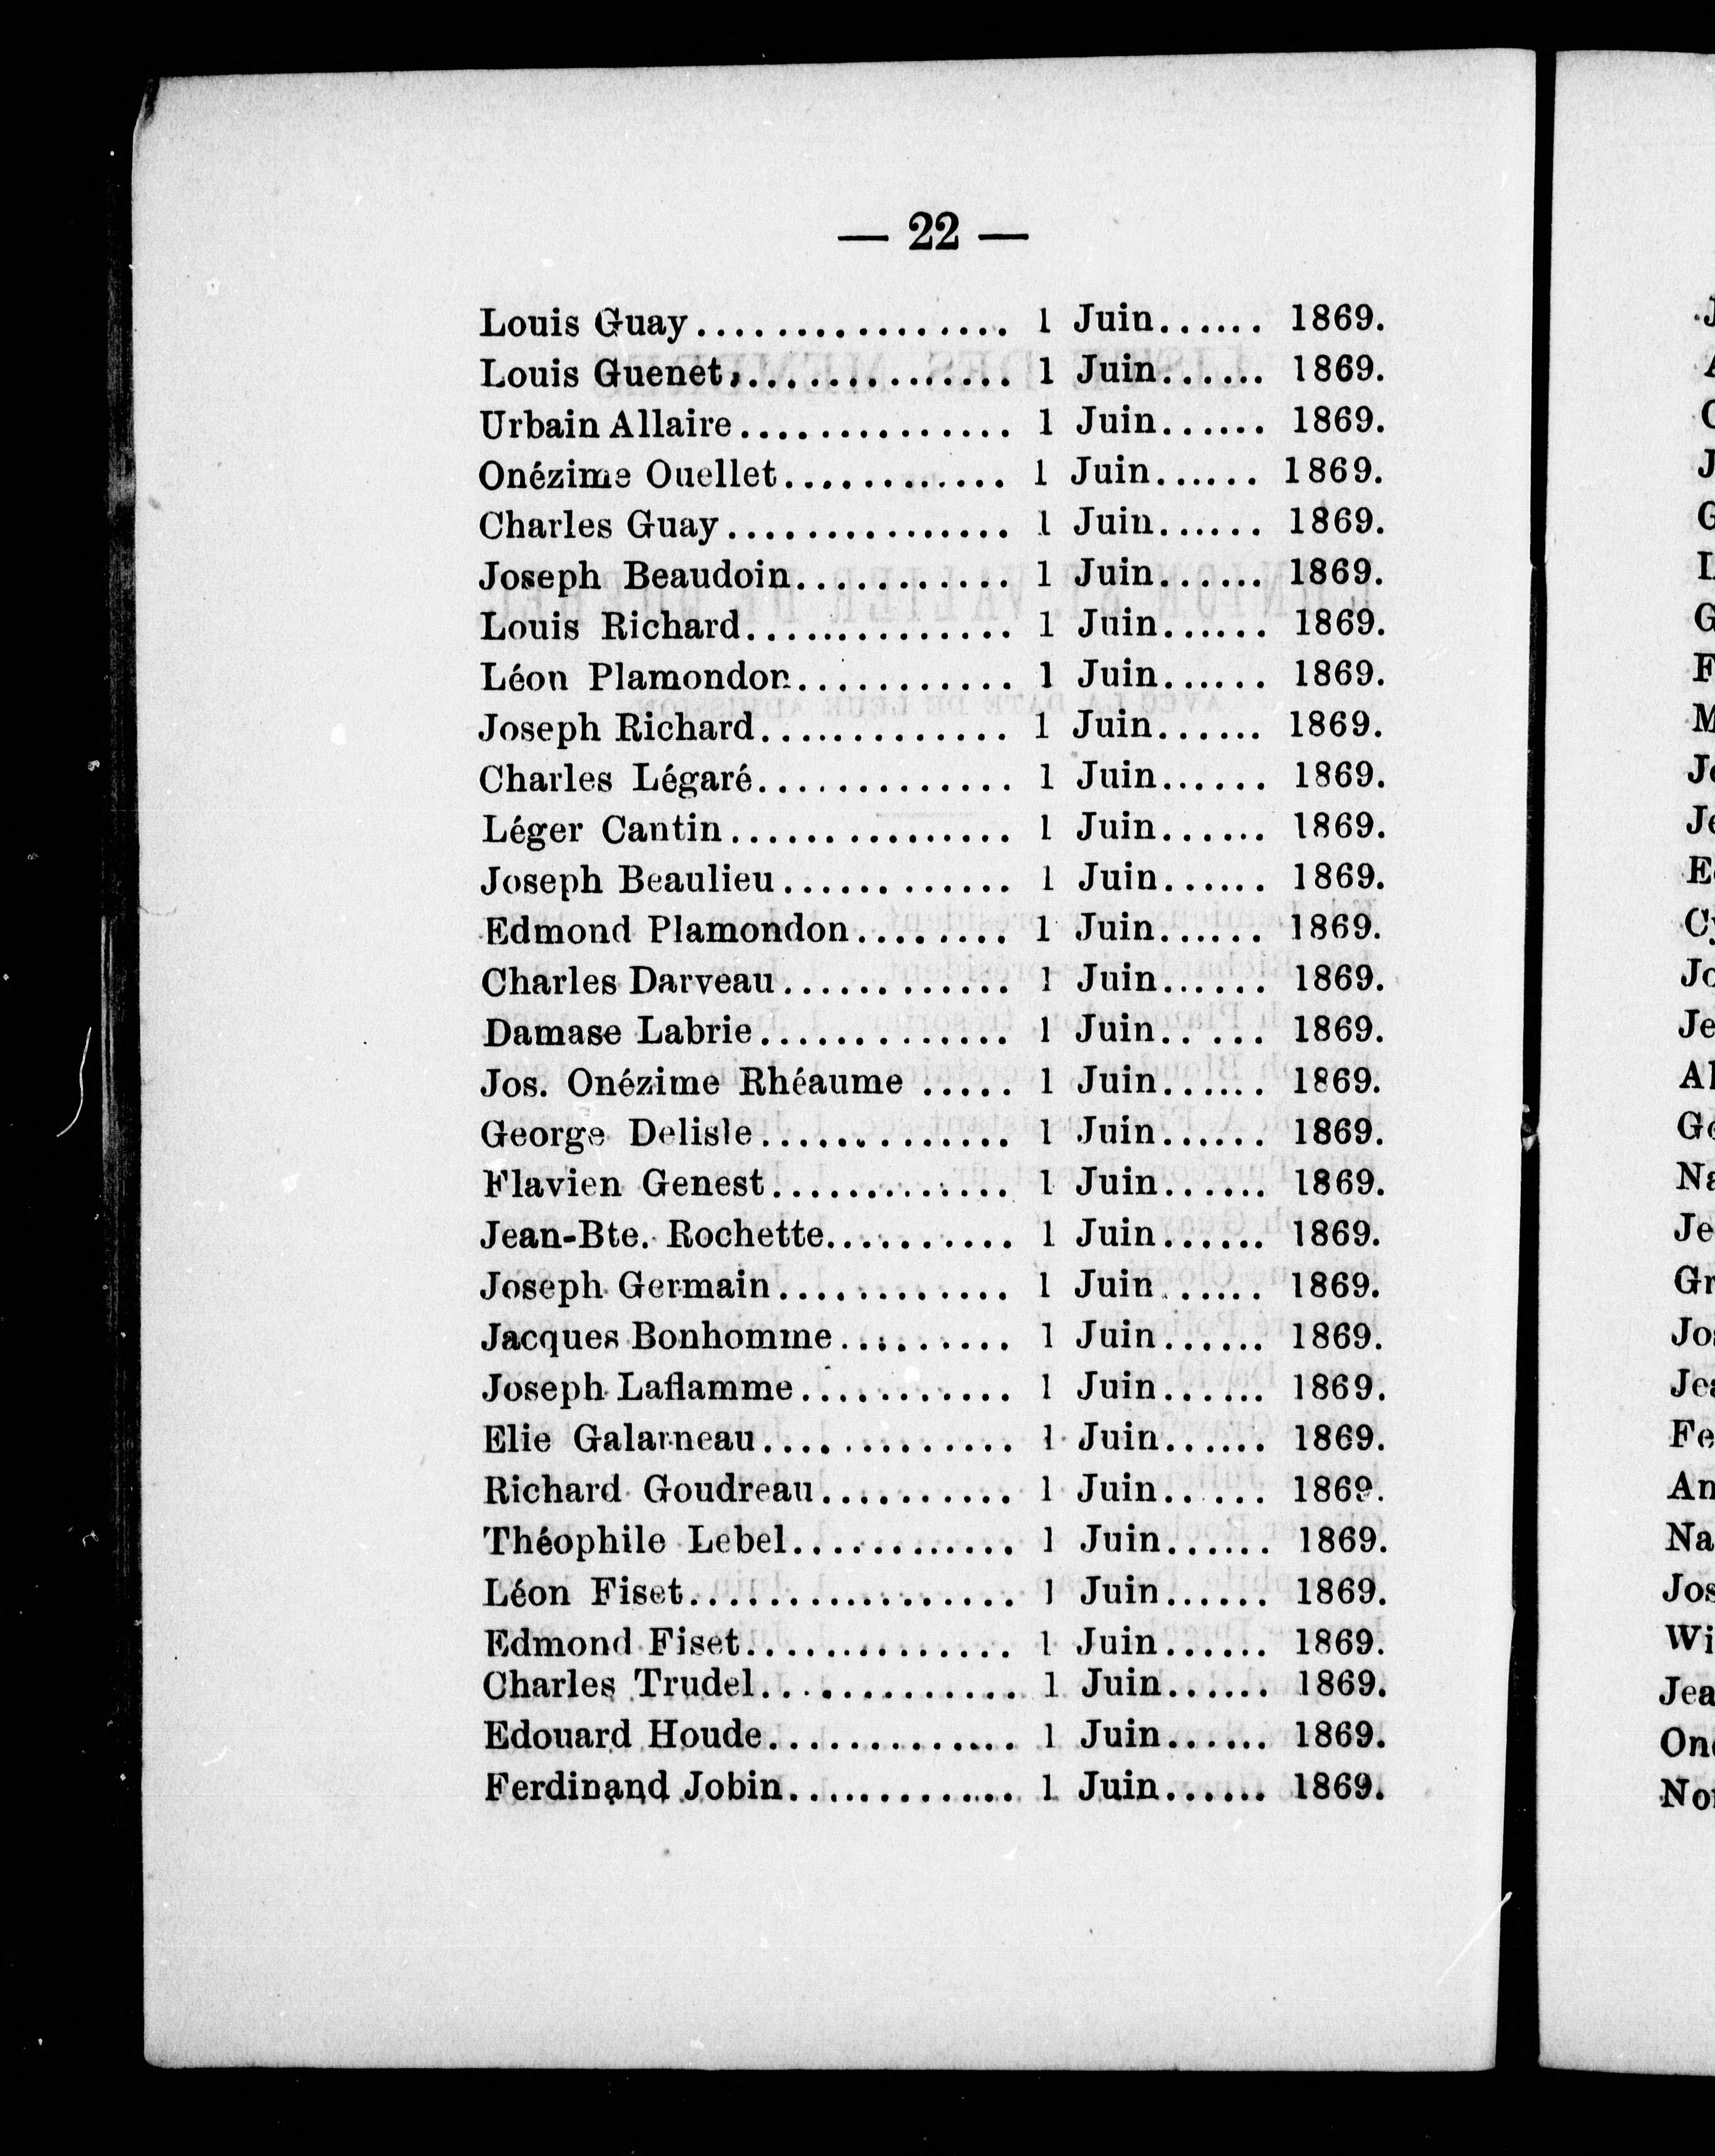 — 22 —
Louis Guay................ 1 Juin...... 1869.
Louis Guenet,.............. 1 Juin...... 1869.
Urbain Allaire.............. 1 Juin...... 1869.
Onézime Ouellet............ 1 Juin...... 1869.
Charles Guay............... 1 Juin...... 1869.
Joseph Beaudoin........... 1 Juin...... 1869.
Louis Richard.............. 1 Juin...... 1869.
Léon Plamondon........... 1 Juin...... 1869.
Joseph Richard............. 1 Juin...... 1869.
Charles Légaré............. 1 Juin...... 1869.
Léger Cantin............... 1 Juin...... 1869.
Joseph Beaulieu............ 1 Juin...... 1869.
Edmond Plamondon........ 1 Juin...... 1869.
Charles Darveau............ 1 Juin...... 1869.
Damase Labrie............. 1 Juin...... 1869.
Jos. Onézime Rhéaume ..... 1 Juin...... 1869.
George Delisle............. 1 Juin...... 1869.
Flavien Genest............. 1 Juin...... 1869.
Jean-Bte. Rochette.......... 1 Juin...... 1869.
Joseph Germain............ 1 Juin...... 1869.
Jacques Bonhomme......... 1 Juin...... 1869.
Joseph Laflamme........... 1 Juin...... 1869.
Elie Galarneau............. 1 Juin...... 1869.
Richard Goudreau.......... 1 Juin...... 1869.
Théophile Lebel............ 1 Juin...... 1869.
Léon Fiset................. 1 Juin...... 1869.
Edmond Fiset.............. 1 Juin...... 1869.
Charles Trudel............. 1 Juin...... 1869.
Edouard Houde............. 1 Juin...... 1869.
Ferdinand Jobin............ 1 Juin...... 1869.